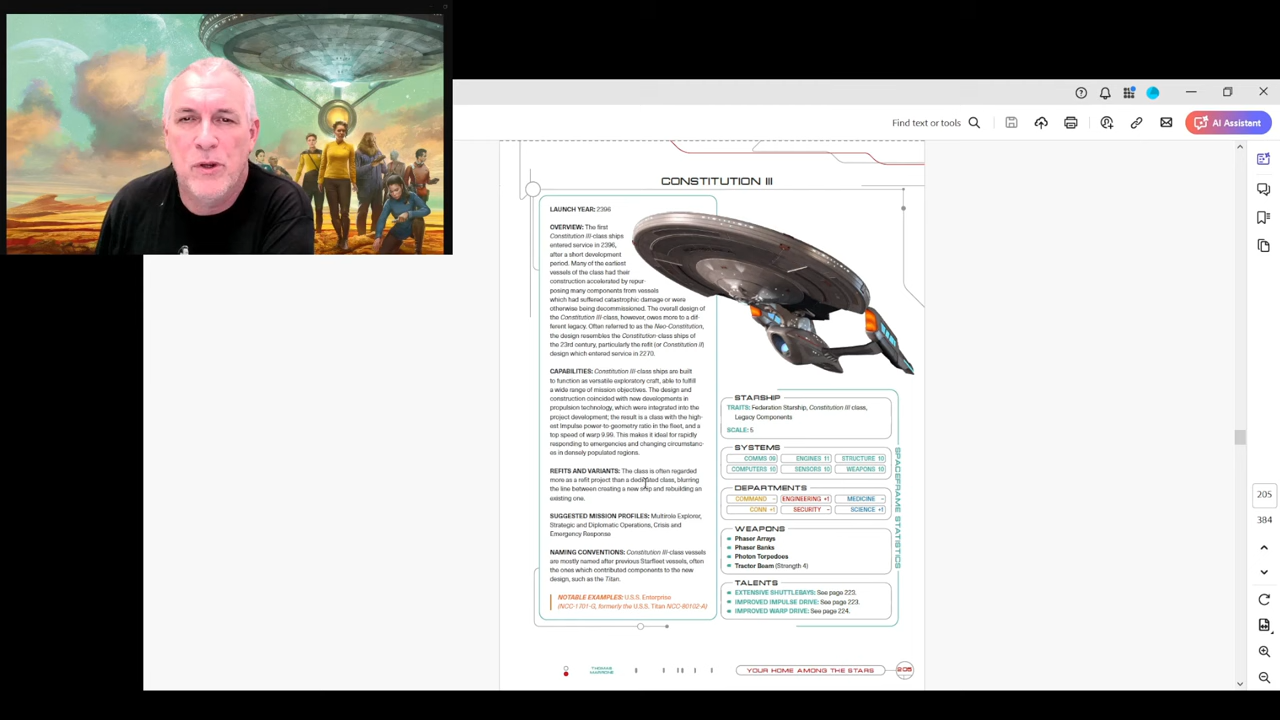 Find text or tools
AI Assistant
CONSTITUTION III
LAUNCH YEAR: 2396
OVERVIEW: The first
Constitution III-class ships
entered service in 2396,
after a short development
period. Many of the earliest
vessels of the class had their
construction accelerated by repur-
posing many components from vessels
which had suffered catastrophic damage or were
otherwise being decommissioned. The overall design of
the Constitution III-class, however, owes more to a dif-
ferent legacy. Often referred to as the Neo-Constitution,
the design resembles the Constitution-class ships of
the 23rd century, particularly the refit (or Constitution II)
design which entered service in 2270.
CAPABILITIES: Constitution III-class ships are built
to function as versatile exploratory craft, able to fulfill
a wide range of mission objectives. The design and
construction coincided with new developments in
propulsion technology, which were integrated into the
project development; the result is a class with the high-
est impulse power-to-geometry ratio in the fleet, and a
top speed of warp 9.99. This makes it ideal for rapidly
responding to emergencies and changing circumstanc-
es in densely populated regions.
REFITS AND VARIANTS: The class is often regarded
more as a refit project than a dedicated class, blurring
the line between creating a new ship and rebuilding an
existing one.
SUGGESTED MISSION PROFILES: Multirole Explorer,
Strategic and Diplomatic Operations, Crisis and
Emergency Response
NAMING CONVENTIONS: Constitution III-class vessels
are mostly named after previous Starfleet vessels, often
the ones which contributed components to the new
design, such as the Titan.
NOTABLE EXAMPLES: U.S.S. Enterprise
(NCC-1701-G, formerly the U.S.S. Titan NCC-80102-A)
STARSHIP
TRAITS: Federation Starship, Constitution III class,
Legacy Components
SCALE: 5
SYSTEMS
COMMS 09 ENGINES 11 STRUCTURE 10
COMPUTERS 10 SENSORS 10 WEAPONS 10
DEPARTMENTS
COMMAND – ENGINEERING +1 MEDICINE –
CONN +1 SECURITY – SCIENCE +1
WEAPONS
Phaser Arrays
Phaser Banks
Photon Torpedoes
Tractor Beam (Strength 4)
TALENTS
EXTENSIVE SHUTTLEBAYS: See page 223.
IMPROVED IMPULSE DRIVE: See page 223.
IMPROVED WARP DRIVE: See page 224.
SPACEFRAME STATISTICS
THOMAS
MARRONE
YOUR HOME AMONG THE STARS
205
205
384